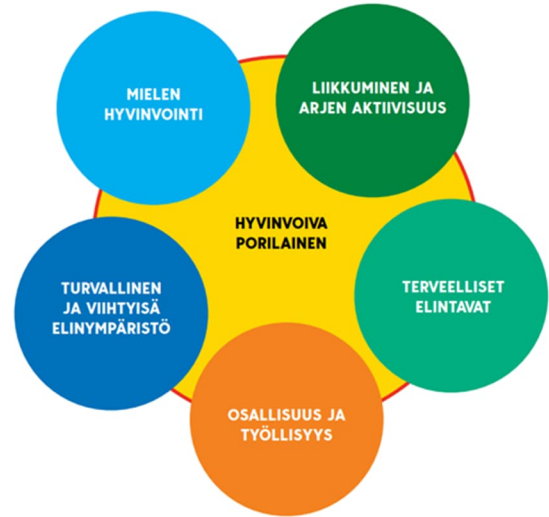 MIELEN
HYVINVOINTI
LIIKKUMINEN JA
ARJEN AKTIIVISUUS
HYVINVOIVA
PORILAINEN
TURVALLINEN
JA VIIHTYISÄ
ELINYMPÄRISTÖ
TERVEELLISET
ELINTAVAT
OSALLISUUS JA
TYÖLLISYYS